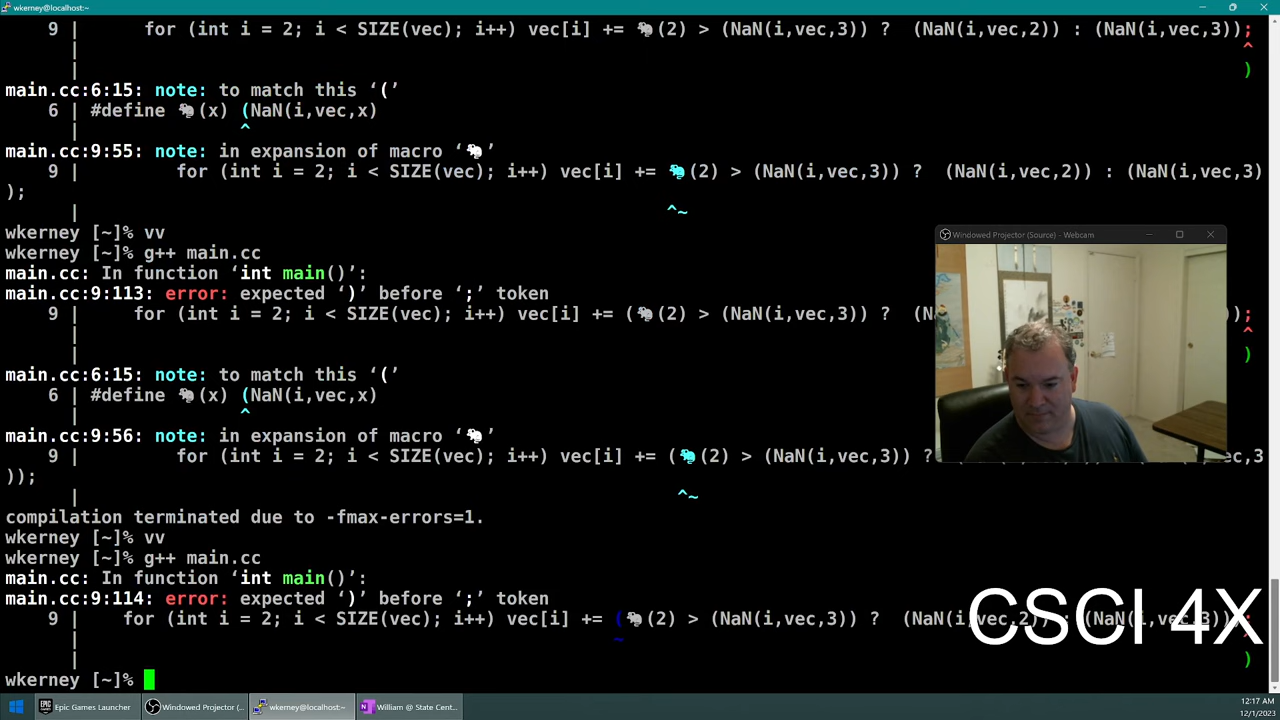 wkerney@localhost:~
9 | for (int i = 2; i < SIZE(vec); i++) vec[i] += 🐀(2) > (NaN(i,vec,3)) ? (NaN(i,vec,2)) : (NaN(i,vec,3));
| ^
| )
main.cc:6:15: note: to match this ‘(’
6 | #define 🐀(x) (NaN(i,vec,x)
| ^
main.cc:9:55: note: in expansion of macro ‘🐀’
9 | for (int i = 2; i < SIZE(vec); i++) vec[i] += 🐀(2) > (NaN(i,vec,3)) ? (NaN(i,vec,2)) : (NaN(i,vec,3)
);
| ^~
wkerney [~]% vv
wkerney [~]% g++ main.cc
main.cc: In function ‘int main()’:
main.cc:9:113: error: expected ‘)’ before ‘;’ token
9 | for (int i = 2; i < SIZE(vec); i++) vec[i] += (🐀(2) > (NaN(i,vec,3)) ? (Na ));
| ^
| )
main.cc:6:15: note: to match this ‘(’
6 | #define 🐀(x) (NaN(i,vec,x)
| ^
main.cc:9:56: note: in expansion of macro ‘🐀’
9 | for (int i = 2; i < SIZE(vec); i++) vec[i] += (🐀(2) > (NaN(i,vec,3)) ? ,3
));
| ^~
compilation terminated due to -fmax-errors=1.
wkerney [~]% vv
wkerney [~]% g++ main.cc
main.cc: In function ‘int main()’:
main.cc:9:114: error: expected ‘)’ before ‘;’ token
9 | for (int i = 2; i < SIZE(vec); i++) vec[i] += (🐀(2) > (NaN(i,vec,3)) ? (NaN(i,vec,2)) : (NaN(i,vec,3));
| ~
| )
wkerney [~]%
Windowed Projector (Source) - Webcam
CSCI 4X
Epic Games Launcher
Windowed Projector (...
wkerney@localhost:~
William @ State Cent...
12:17 AM
12/1/2023